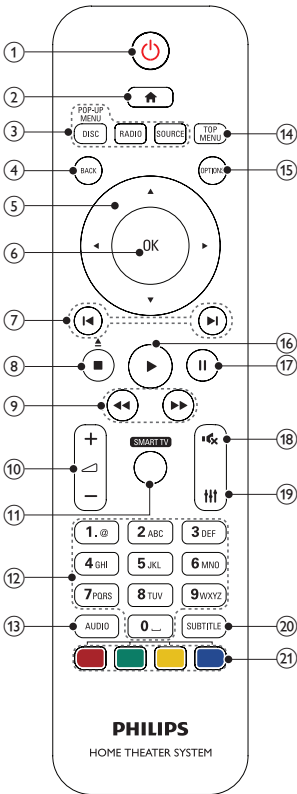 1
2
POP-UP
MENU
3 DISC RADIO SOURCE TOP
MENU 14
4 BACK OPTIONS 15
5
6 OK
7
16
8 17
9
SMART TV
+ 18
10
− 19
11
1.@ 2 ABC 3 DEF
4 GHI 5 JKL 6 MNO
12
7 PQRS 8 TUV 9 WXYZ
13 AUDIO 0 SUBTITLE 20
21
PHILIPS
HOME THEATER SYSTEM